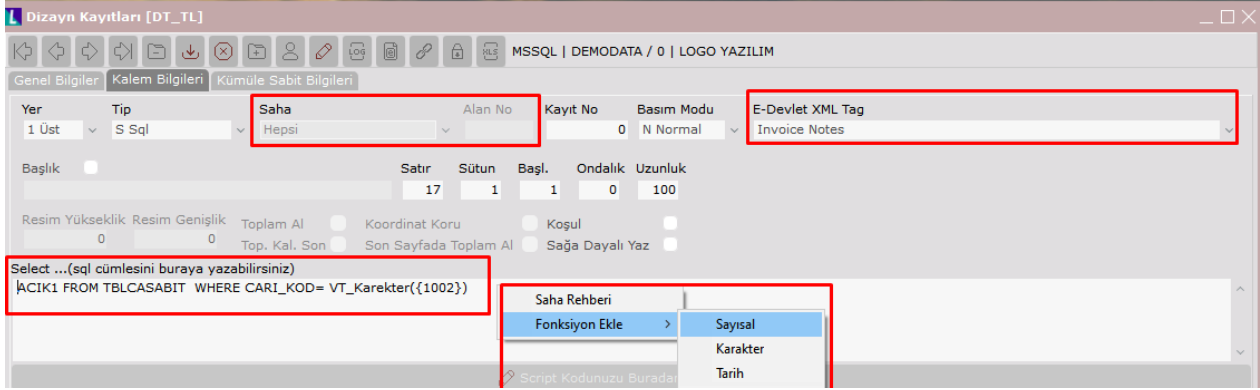 Dizayn Kayıtları [DT_TL]
LOG XLS MSSQL | DEMODATA / 0 | LOGO YAZILIM
Genel Bilgiler Kalem Bilgileri Kümüle Sabit Bilgileri
Yer Tip Saha Alan No Kayıt No Basım Modu E-Devlet XML Tag
1 Üst S Sql Hepsi 0 N Normal Invoice Notes
Başlık Satır Sütun Başl. Ondalık Uzunluk
17 1 1 0 100
Resim Yükseklik Resim Genişlik Toplam Al Koordinat Koru Koşul
0 0 Top. Kal. Son Son Sayfada Toplam Al Sağa Dayalı Yaz
Select ...(sql cümlesini buraya yazabilirsiniz)
ACIK1 FROM TBLCASABIT WHERE CARI_KOD= VT_Karekter({1002})
Saha Rehberi
Fonksiyon Ekle > Sayısal
Karakter
Tarih
Script Kodunuzu Buradan